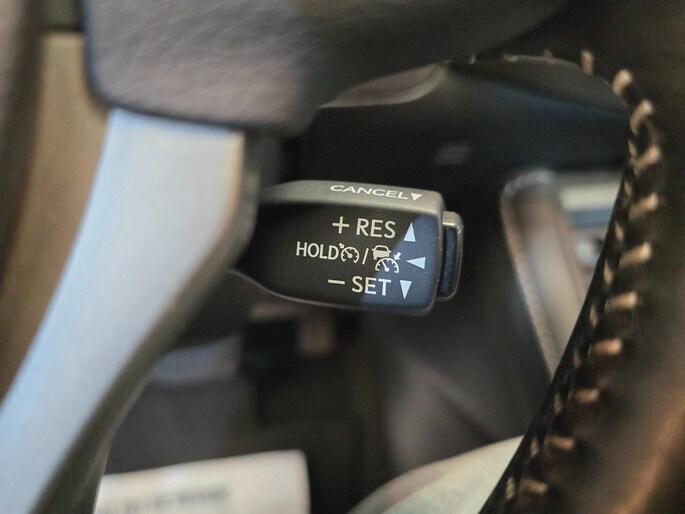 CANCEL▼
+ RES ▲
HOLD / ◀
− SET ▼